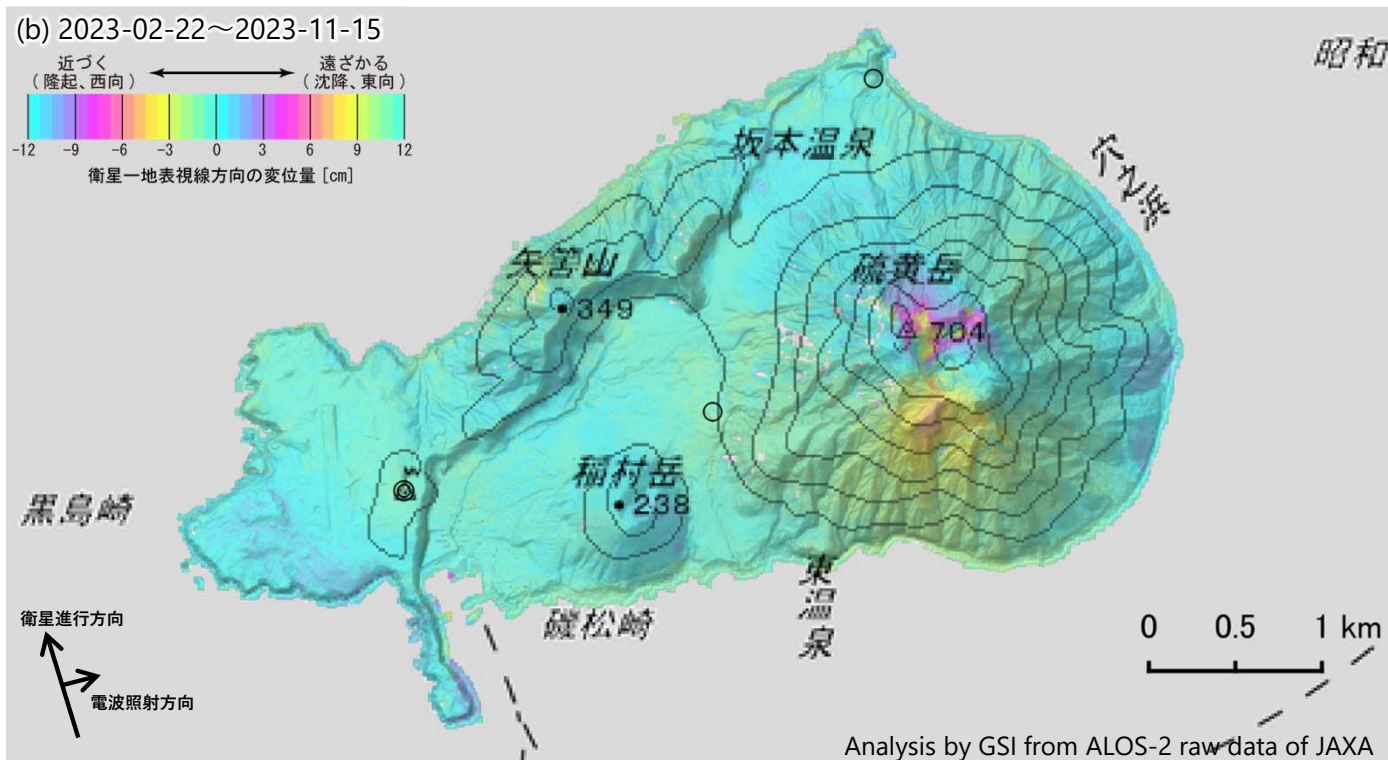 (b) 2023-02-22～2023-11-15
近づく
(隆起、西向)
遠ざかる
(沈降、東向)
-12 -9 -6 -3 0 3 6 9 12
衛星－地表視線方向の変位量 [cm]
昭和
坂本温泉
穴之浜
矢筈山
349
硫黄岳
704
稲村岳
238
黒島崎
東温泉
磯松崎
衛星進行方向
電波照射方向
0 0.5 1 km
Analysis by GSI from ALOS-2 raw data of JAXA